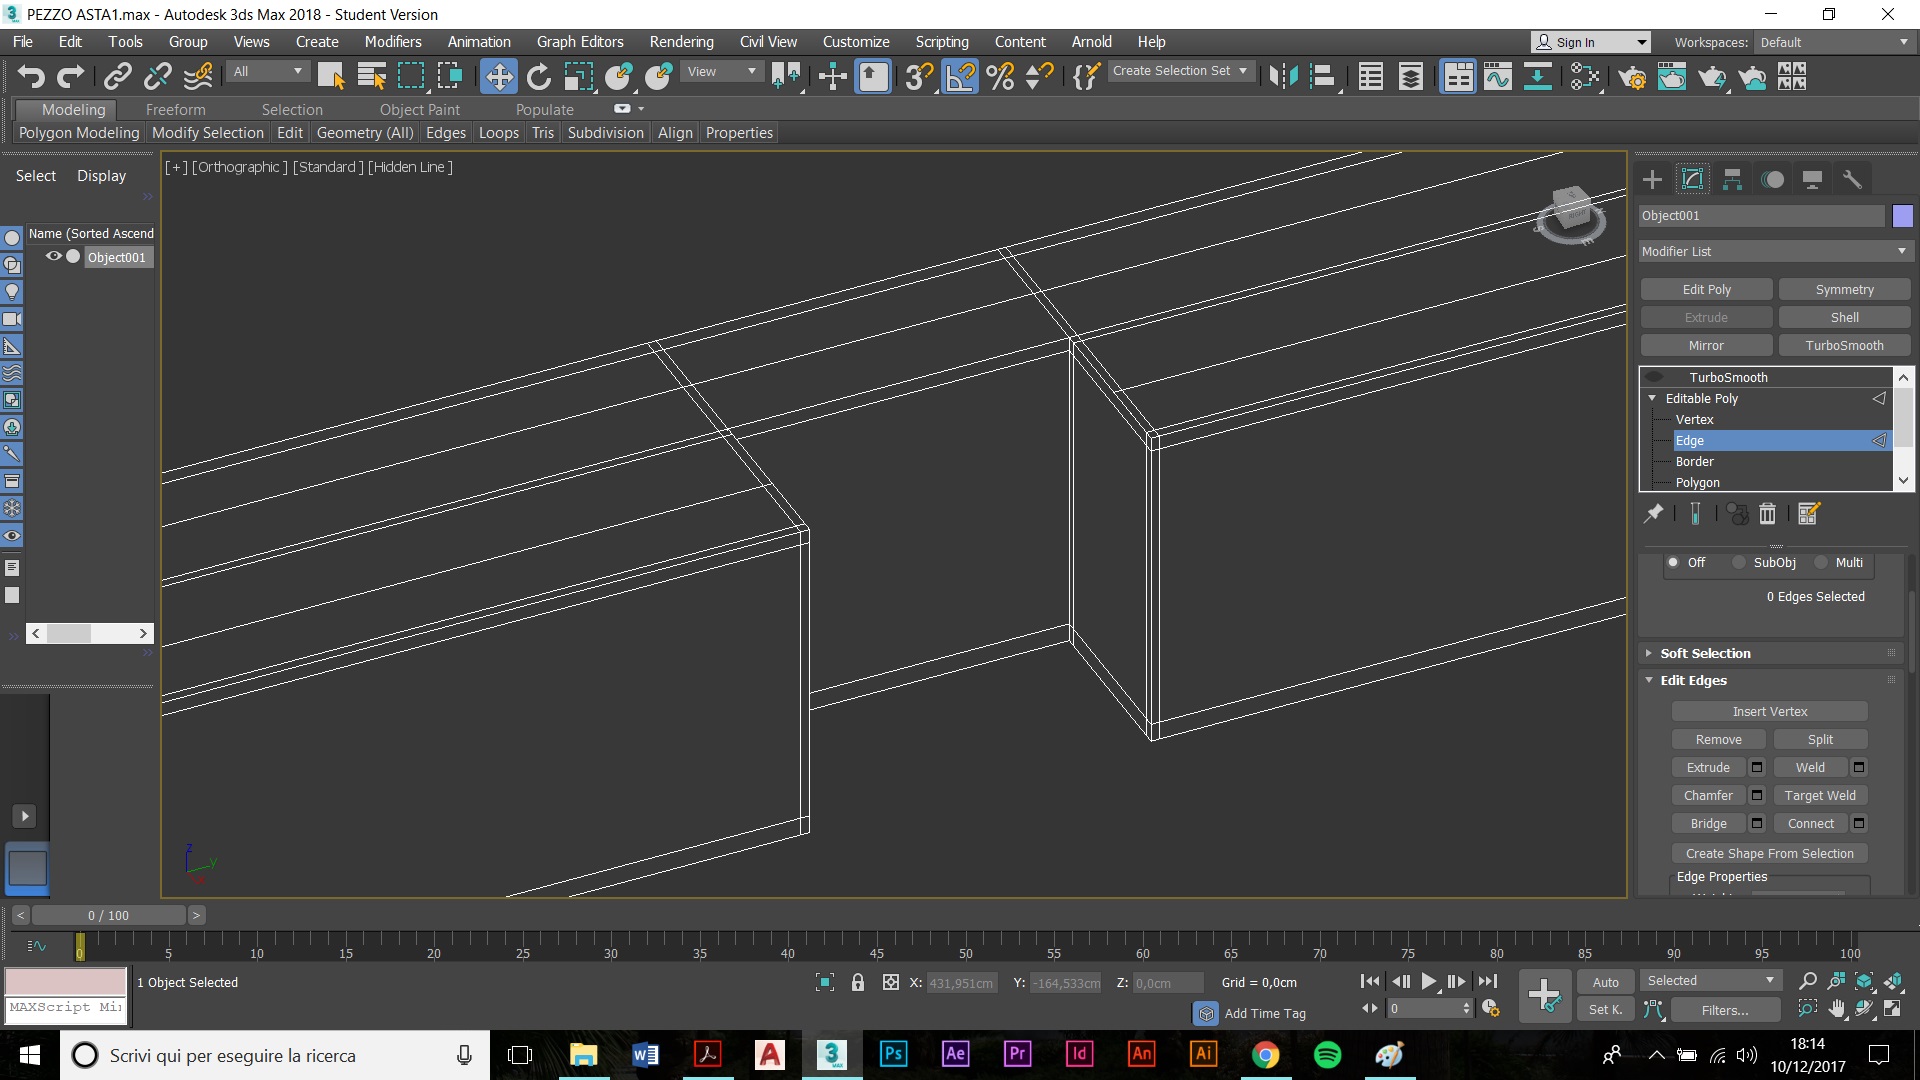 PEZZO ASTA1.max - Autodesk 3ds Max 2018 - Student Version
File Edit Tools Group Views Create Modifiers Animation Graph Editors Rendering Civil View Customize Scripting Content Arnold Help
Sign In Workspaces: Default
All View Create Selection Set
Modeling Freeform Selection Object Paint Populate
Polygon Modeling Modify Selection Edit Geometry (All) Edges Loops Tris Subdivision Align Properties
[+] [Orthographic ] [Standard ] [Hidden Line ]
Select Display
Name (Sorted Ascend
Object001
Object001
Modifier List
Edit Poly Symmetry
Extrude Shell
Mirror TurboSmooth
TurboSmooth
Editable Poly
Vertex
Edge
Border
Polygon
Off SubObj Multi
0 Edges Selected
Soft Selection
Edit Edges
Insert Vertex
Remove Split
Extrude Weld
Chamfer Target Weld
Bridge Connect
Create Shape From Selection
Edge Properties
z y
< 0 / 100 >
0 5 10 15 20 25 30 35 40 45 50 55 60 65 70 75 80 85 90 95 100
1 Object Selected
X: 431,951cm Y: -164,533cm Z: 0,0cm Grid = 0,0cm
Auto Selected
MAXScript Mi
Add Time Tag
0
Set K. Filters...
Scrivi qui per eseguire la ricerca
Ps Ae Pr Id An Ai
18:14
10/12/2017